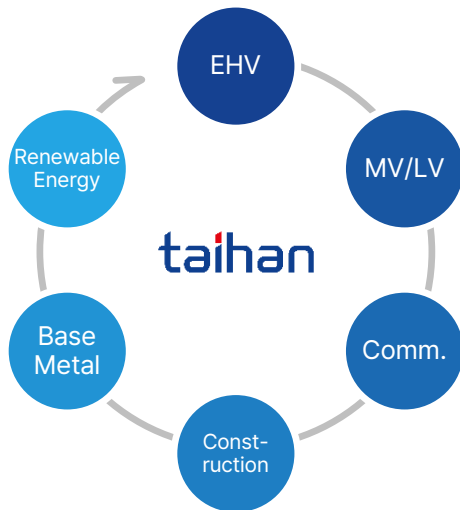 EHV
MV/LV
Comm.
Const-
ruction
Base
Metal
Renewable
Energy
taihan